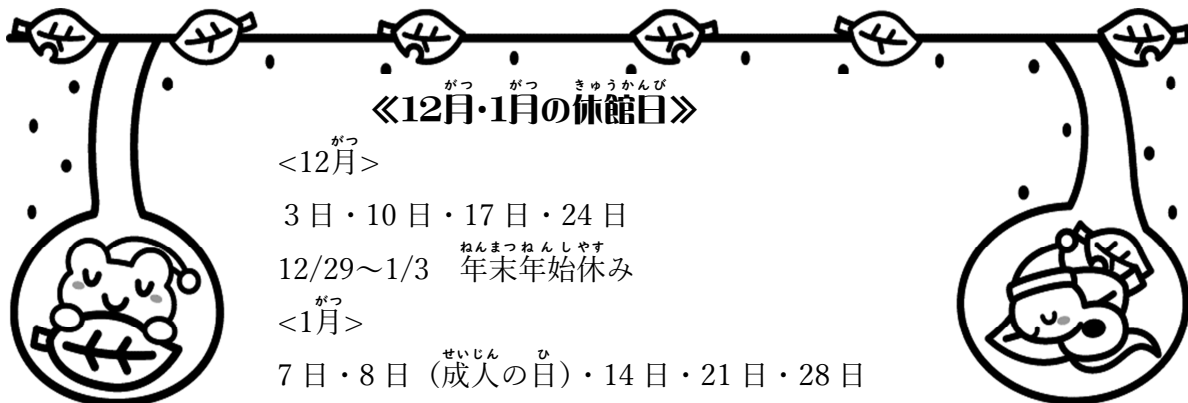 ≪12月・1月の休館日≫
<12月>
3日・10日・17日・24日
12/29～1/3　年末年始休み
<1月>
7日・8日（成人の日）・14日・21日・28日